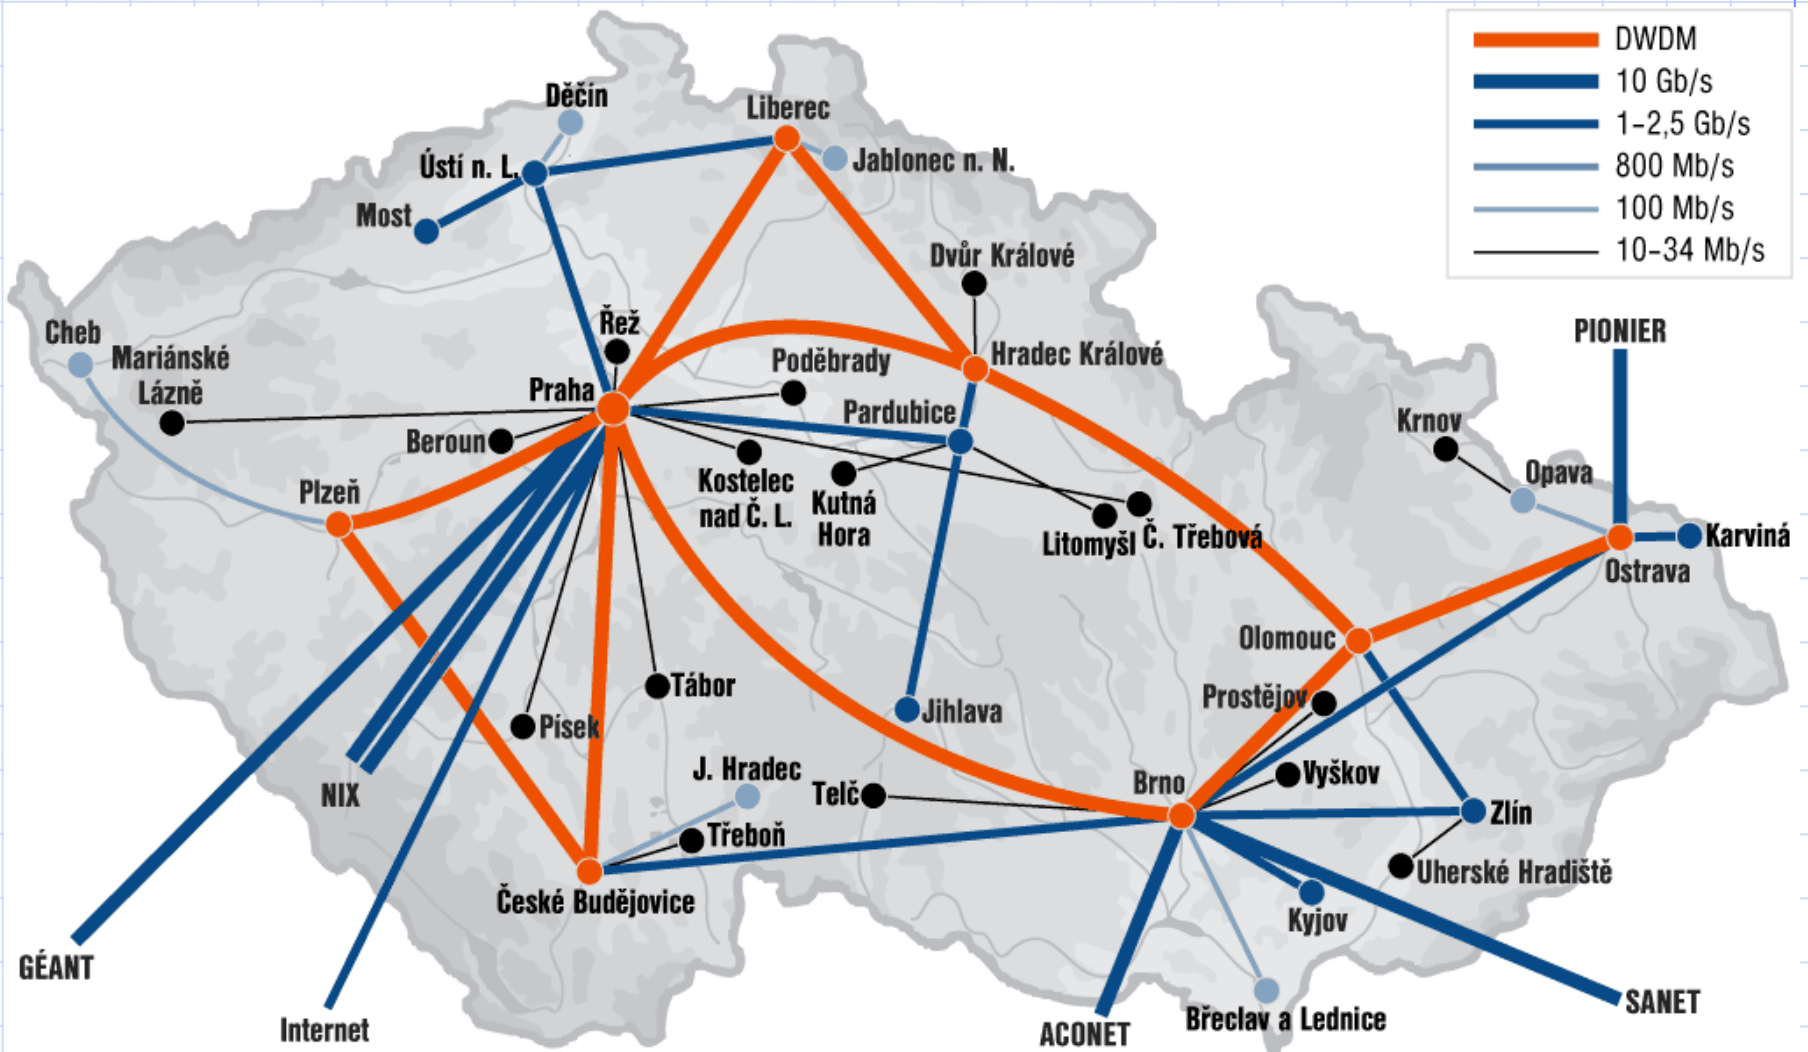 DWDM
10 Gb/s
1–2,5 Gb/s
800 Mb/s
100 Mb/s
10–34 Mb/s
Děčín
Liberec
Ústí n. L.
Jablonec n. N.
Most
Dvůr Králové
Řež
Cheb
Mariánské
Lázně
PIONIER
Hradec Králové
Poděbrady
Praha
Pardubice
Krnov
Beroun
Opava
Plzeň
Kostelec
nad Č. L.
Kutná
Hora
Litomyšl
Č. Třebová
Karviná
Ostrava
Olomouc
Tábor
Prostějov
Jihlava
Písek
J. Hradec
Vyškov
Brno
NIX
Telč
Zlín
Třeboň
Uherské Hradiště
České Budějovice
Kyjov
GÉANT
SANET
Internet
ACONET
Břeclav a Lednice